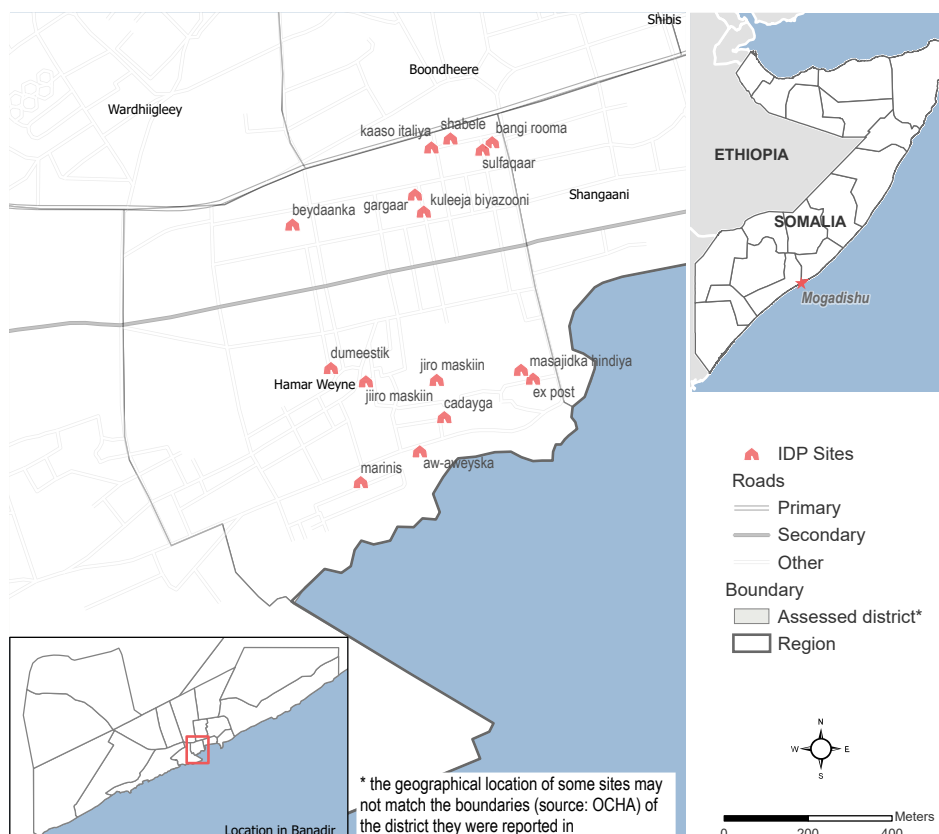 Shibis
Boondheere
Wardhiigleey
shabele
kaaso italiya
bangi rooma
sulfaqaar
Shangaani
gargaar
kuleeja biyazooni
beydaanka
dumeestik
jiro maskiin
masajidka hindiya
Hamar Weyne
jiiro maskiin
ex post
cadayga
aw-aweyska
marinis
ETHIOPIA
SOMALIA
Mogadishu
IDP Sites
Roads
Primary
Secondary
Other
Boundary
Assessed district*
Region
N
W
E
S
Meters
0
200
400
Location in Banadir
* the geographical location of some sites may
not match the boundaries (source: OCHA) of
the district they were reported in